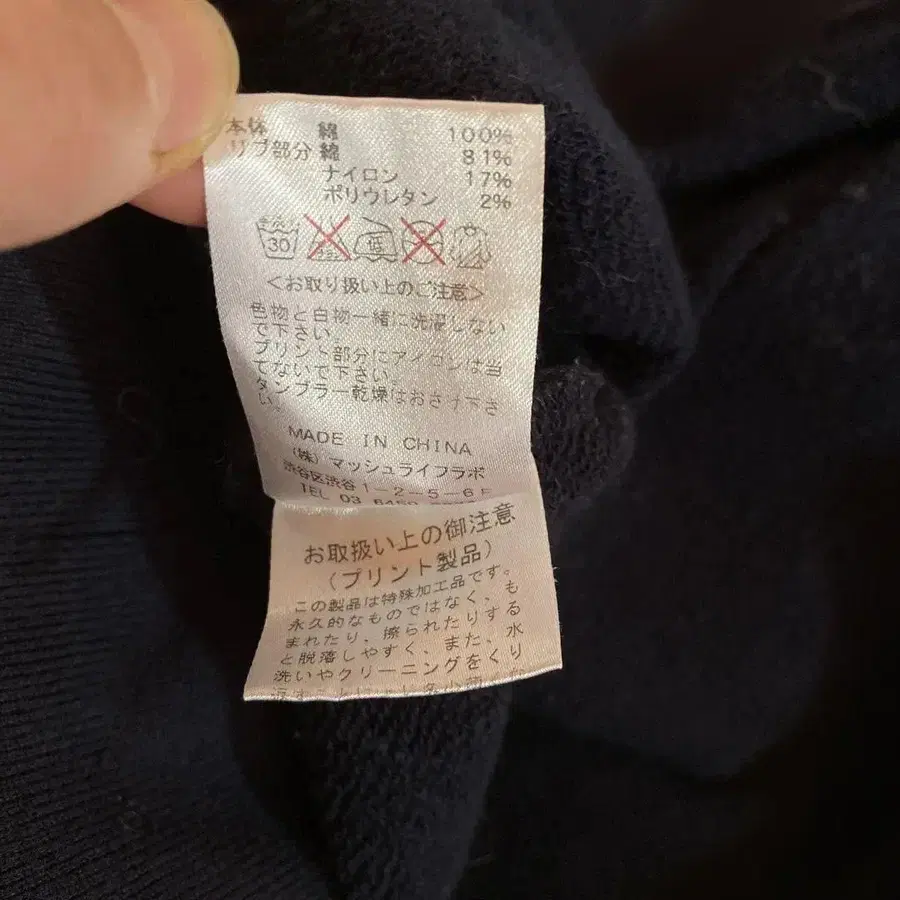 本体 綿 100%
リブ部分 綿 81%
ナイロン 17%
ポリウレタン 2%
30
<お取り扱い上のご注意>
色物と白物一緒に洗濯しない
で下さい
プリント部分にアイロンは当
てないで下さい
タンブラー乾燥はおさけ下さ
い。
MADE IN CHINA
(株) マッシュライフラボ
渋谷区渋谷1-2-5-6F
TEL 03
お取扱い上の御注意
(プリント製品)
この製品は特殊加工品です。
永久的なものではなく、も
まれたり、擦られたりする
と脱落しやすく、また、水
洗いやクリーニングをくり